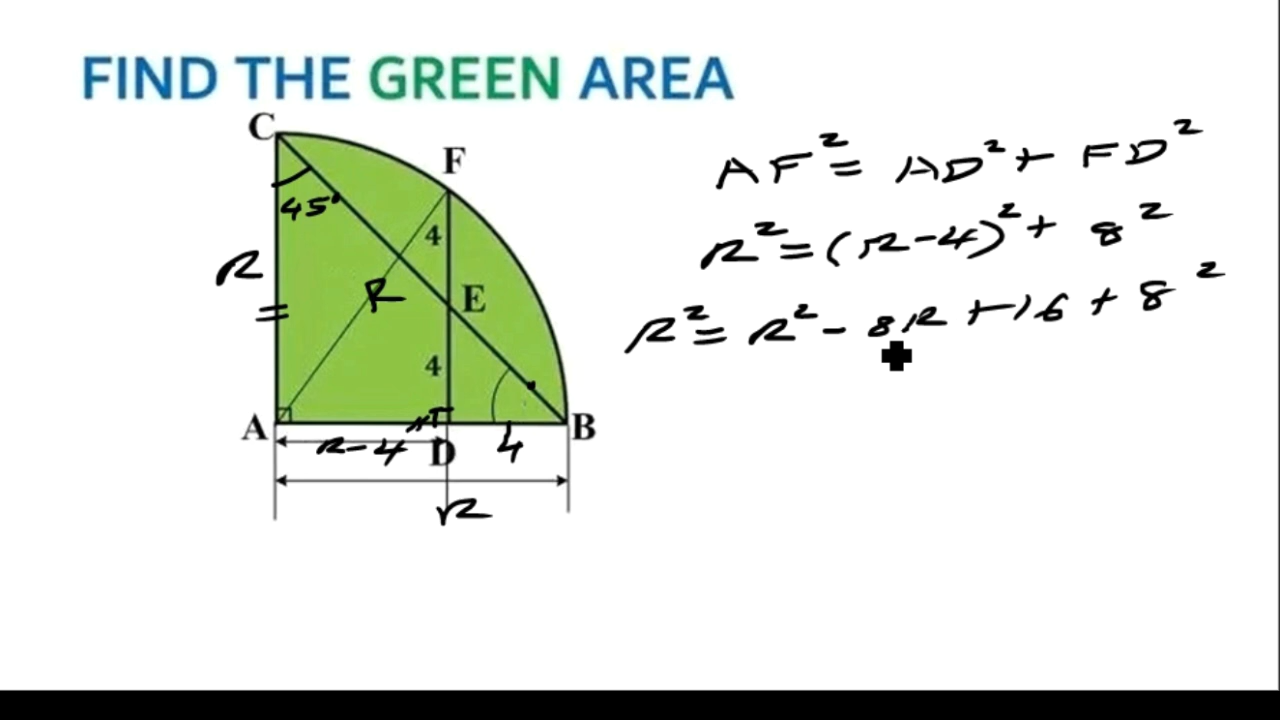 FIND THE GREEN AREA
C
F
AF² = AD² + FD²
45°
4
R² = (R-4)² + 8²
R
R
E
R² = R² - 8R + 16 + 8²
4
A
B
R-4
D
4
R